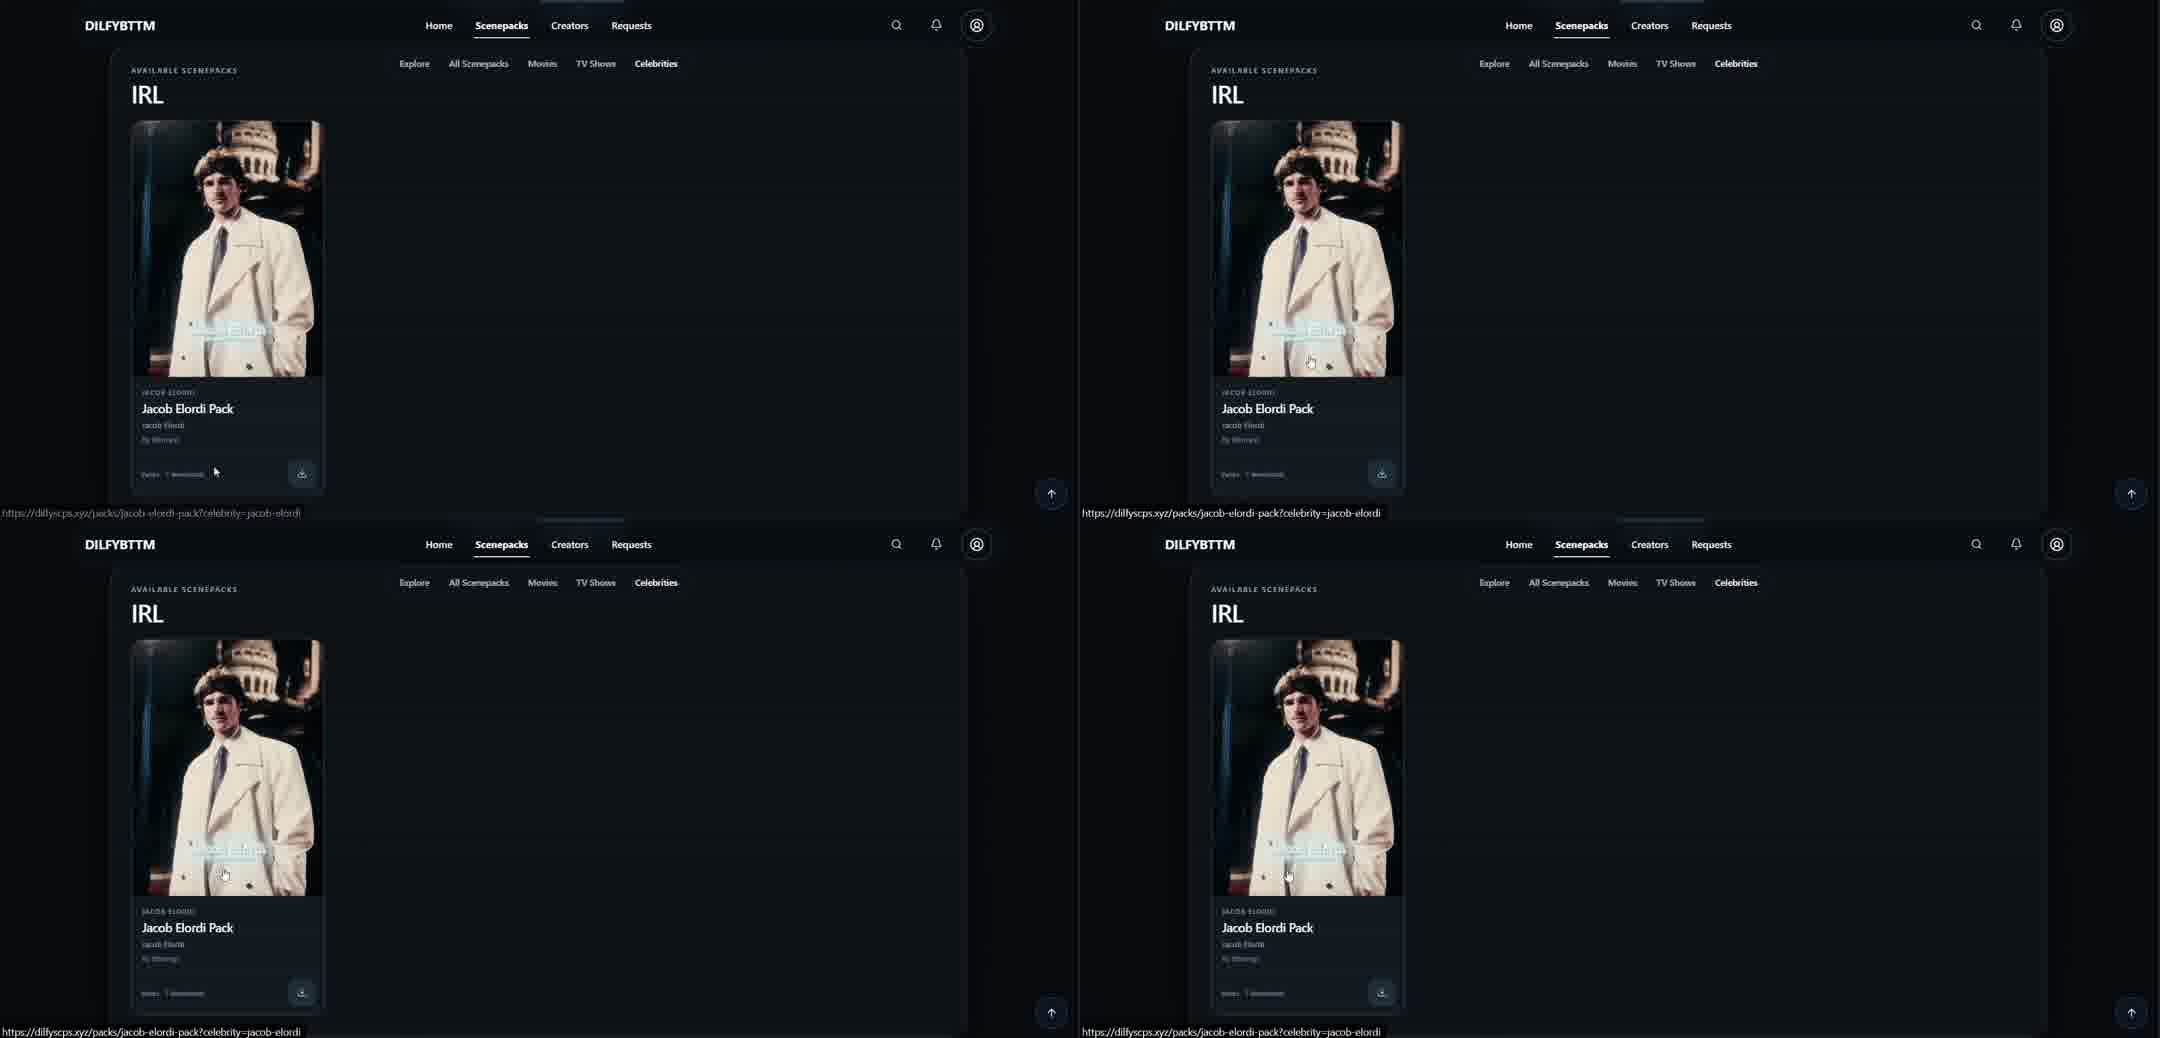 DILFYBTTM Home Scenepacks Creators Requests
Explore All Scenepacks Movies TV Shows Celebrities
AVAILABLE SCENEPACKS
IRL
JACOB ELORDI
Jacob Elordi Pack
Jacob Elordi
By
https://dilfyscps.xyz/packs/jacob-elordi-pack?celebrity=jacob-elordi
DILFYBTTM Home Scenepacks Creators Requests
Explore All Scenepacks Movies TV Shows Celebrities
AVAILABLE SCENEPACKS
IRL
JACOB ELORDI
Jacob Elordi Pack
Jacob Elordi
By
https://dilfyscps.xyz/packs/jacob-elordi-pack?celebrity=jacob-elordi
DILFYBTTM Home Scenepacks Creators Requests
Explore All Scenepacks Movies TV Shows Celebrities
AVAILABLE SCENEPACKS
IRL
JACOB ELORDI
Jacob Elordi Pack
Jacob Elordi
By
https://dilfyscps.xyz/packs/jacob-elordi-pack?celebrity=jacob-elordi
DILFYBTTM Home Scenepacks Creators Requests
Explore All Scenepacks Movies TV Shows Celebrities
AVAILABLE SCENEPACKS
IRL
JACOB ELORDI
Jacob Elordi Pack
Jacob Elordi
By
https://dilfyscps.xyz/packs/jacob-elordi-pack?celebrity=jacob-elordi